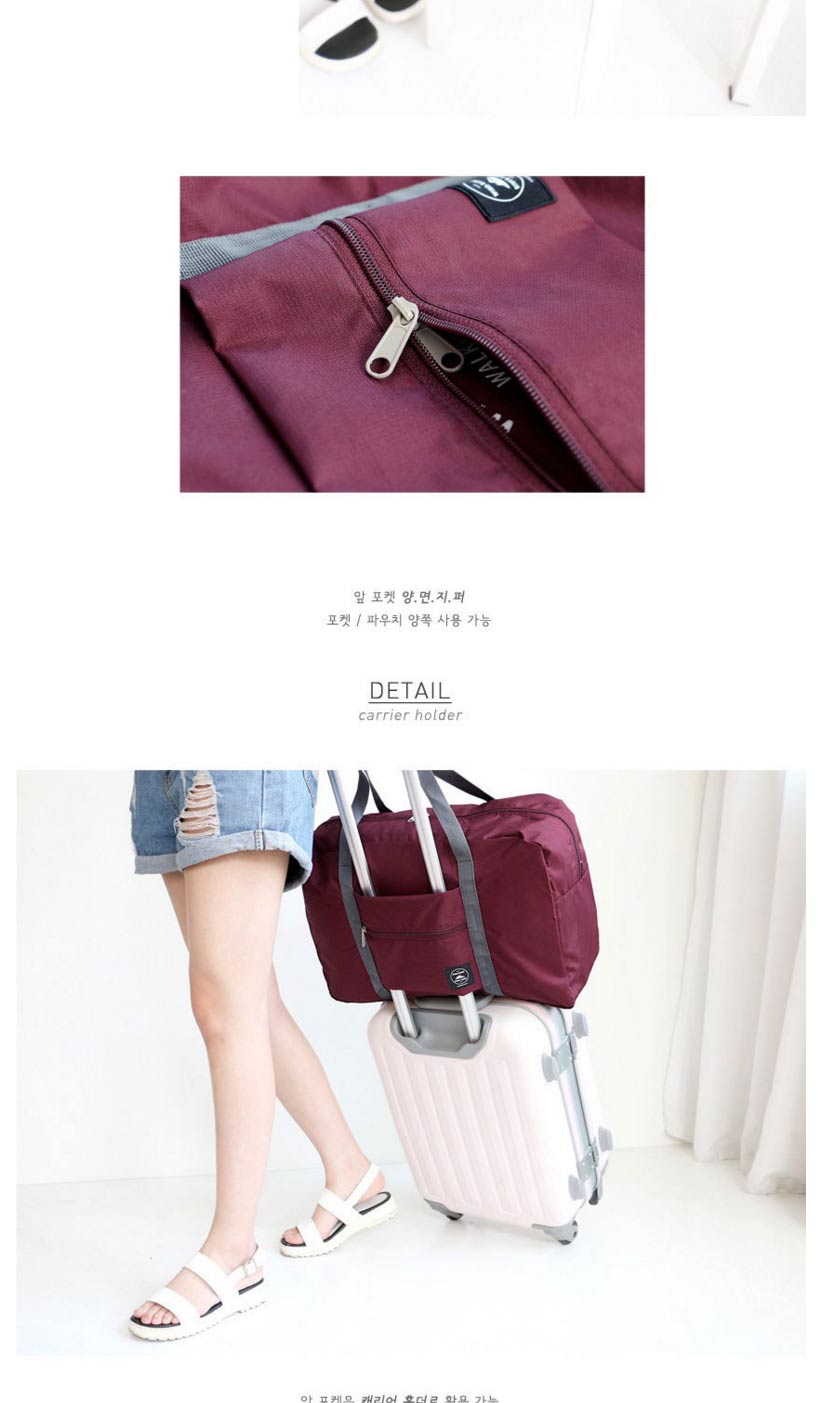 WALK
앞 포켓 양.면.지.퍼
포켓 / 파우치 양쪽 사용 가능
DETAIL
carrier holder
앞 포켓은 캐리어 홀더로 활용 가능